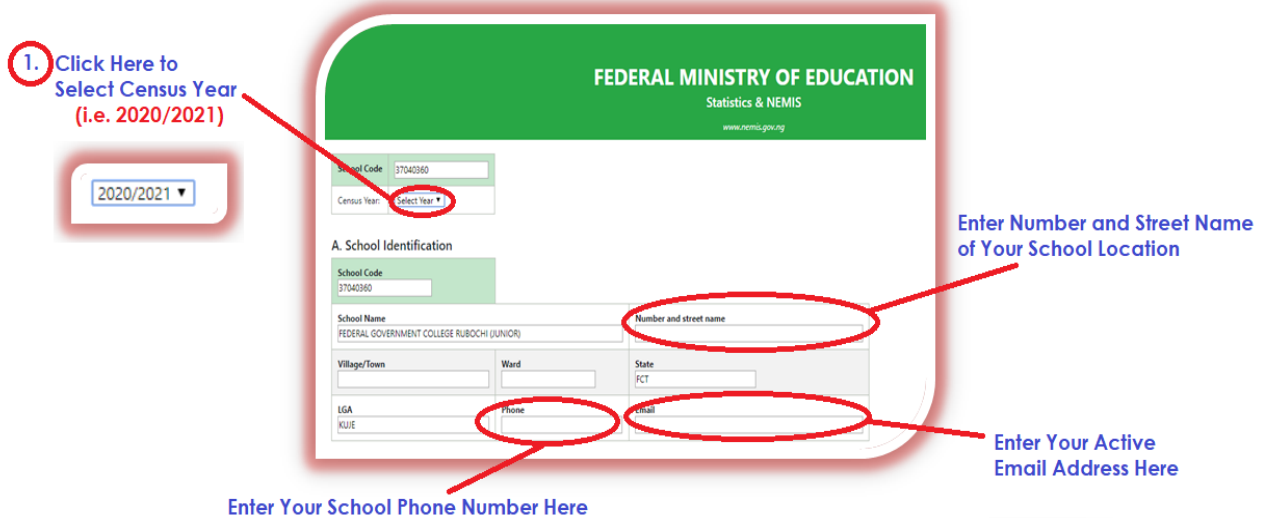 1. Click Here to
Select Census Year
(i.e. 2020/2021)
2020/2021
FEDERAL MINISTRY OF EDUCATION
Statistics & NEMIS
www.nemis.gov.ng
School Code 37040360
Census Year: Select Year
A. School Identification
School Code
37040360
School Name
FEDERAL GOVERNMENT COLLEGE RUBOCHI (JUNIOR)
Number and street name
Village/Town
Ward
State
FCT
LGA
KUJE
Phone
Email
Enter Number and Street Name
of Your School Location
Enter Your Active
Email Address Here
Enter Your School Phone Number Here